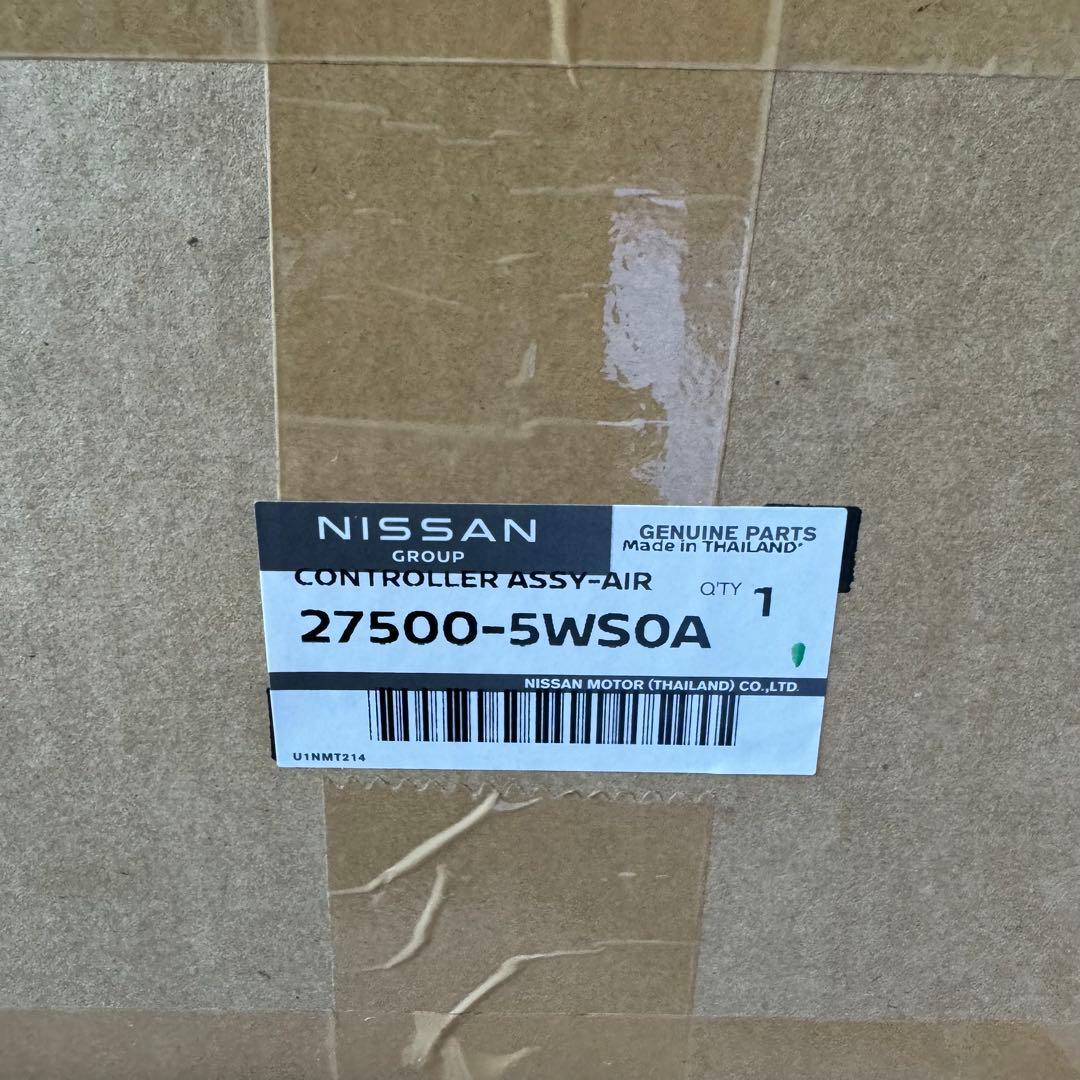 NISSAN
GROUP
GENUINE PARTS
Made in THAILAND*
CONTROLLER ASSY-AIR
Q'TY 1
27500-5WS0A
NISSAN MOTOR (THAILAND) CO.,LTD.
U1NMT214